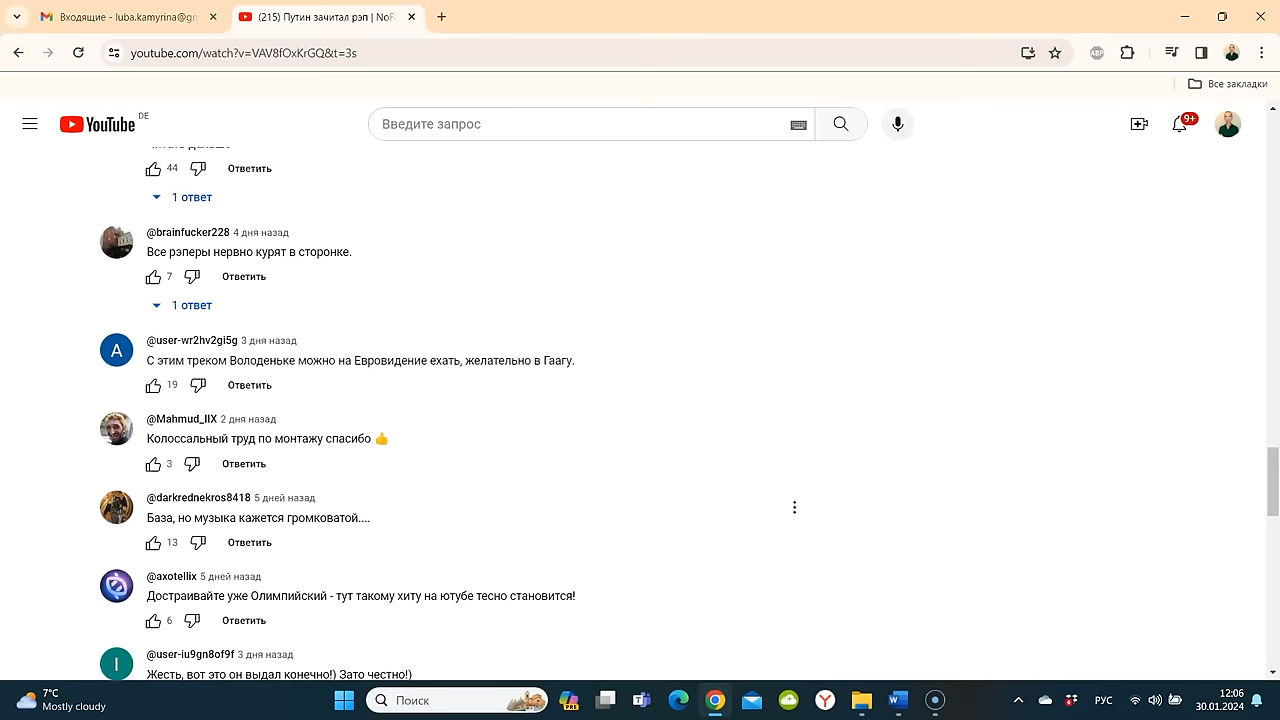 Входящие - luba.kamyrina@gn
(215) Путин зачитал рэп | NoFa
youtube.com/watch?v=VAV8fOxKrGQ&t=3s
ABP
Все закладки
YouTube DE
Введите запрос
9+
44 Ответить
1 ответ
@brainfucker228 4 дня назад
Все рэперы нервно курят в сторонке.
7 Ответить
1 ответ
A
@user-wr2hv2gi5g 3 дня назад
С этим треком Володеньке можно на Евровидение ехать, желательно в Гаагу.
19 Ответить
@Mahmud_IIX 2 дня назад
Колоссальный труд по монтажу спасибо 👍
3 Ответить
@darkrednekros8418 5 дней назад
База, но музыка кажется громковатой....
13 Ответить
@axotellix 5 дней назад
Достраивайте уже Олимпийский - тут такому хиту на ютубе тесно становится!
6 Ответить
I
@user-iu9gn8of9f 3 дня назад
Жесть, вот это он выдал конечно!) Зато честно!)
7°C
Mostly cloudy
Поиск
РУС
12:06
30.01.2024